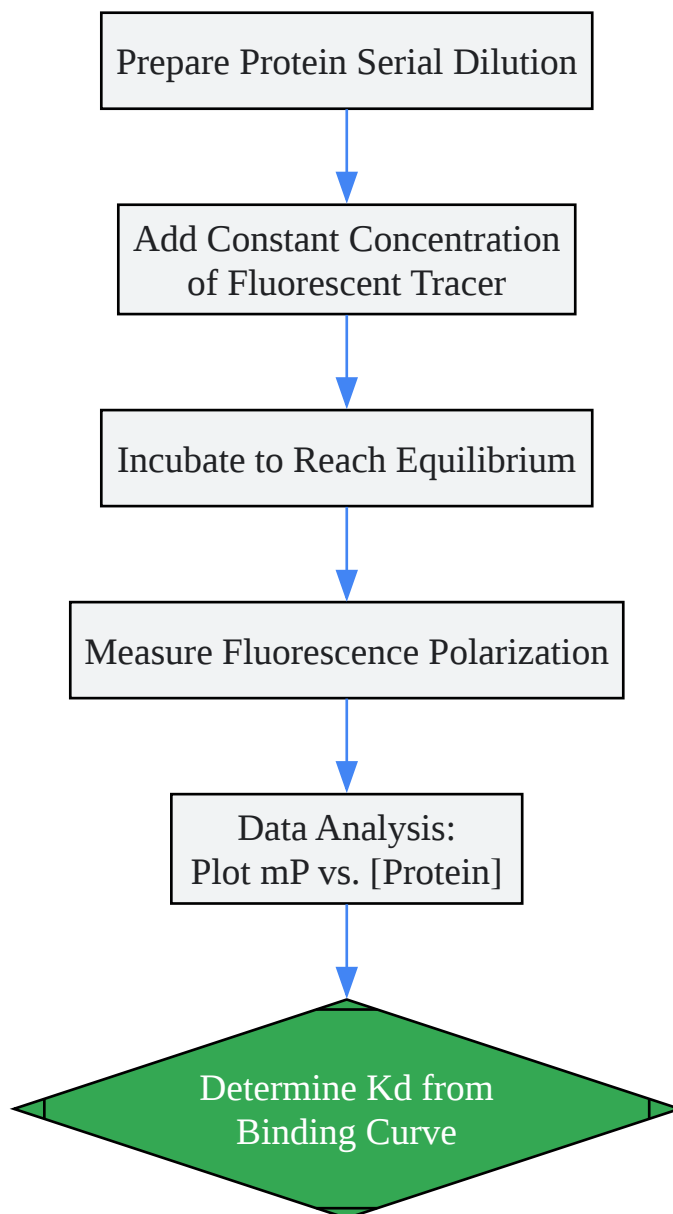 Prepare Protein Serial Dilution
Add Constant Concentration
of Fluorescent Tracer
Incubate to Reach Equilibrium
Measure Fluorescence Polarization
Data Analysis:
Plot mP vs. [Protein]
Determine Kd from
Binding Curve